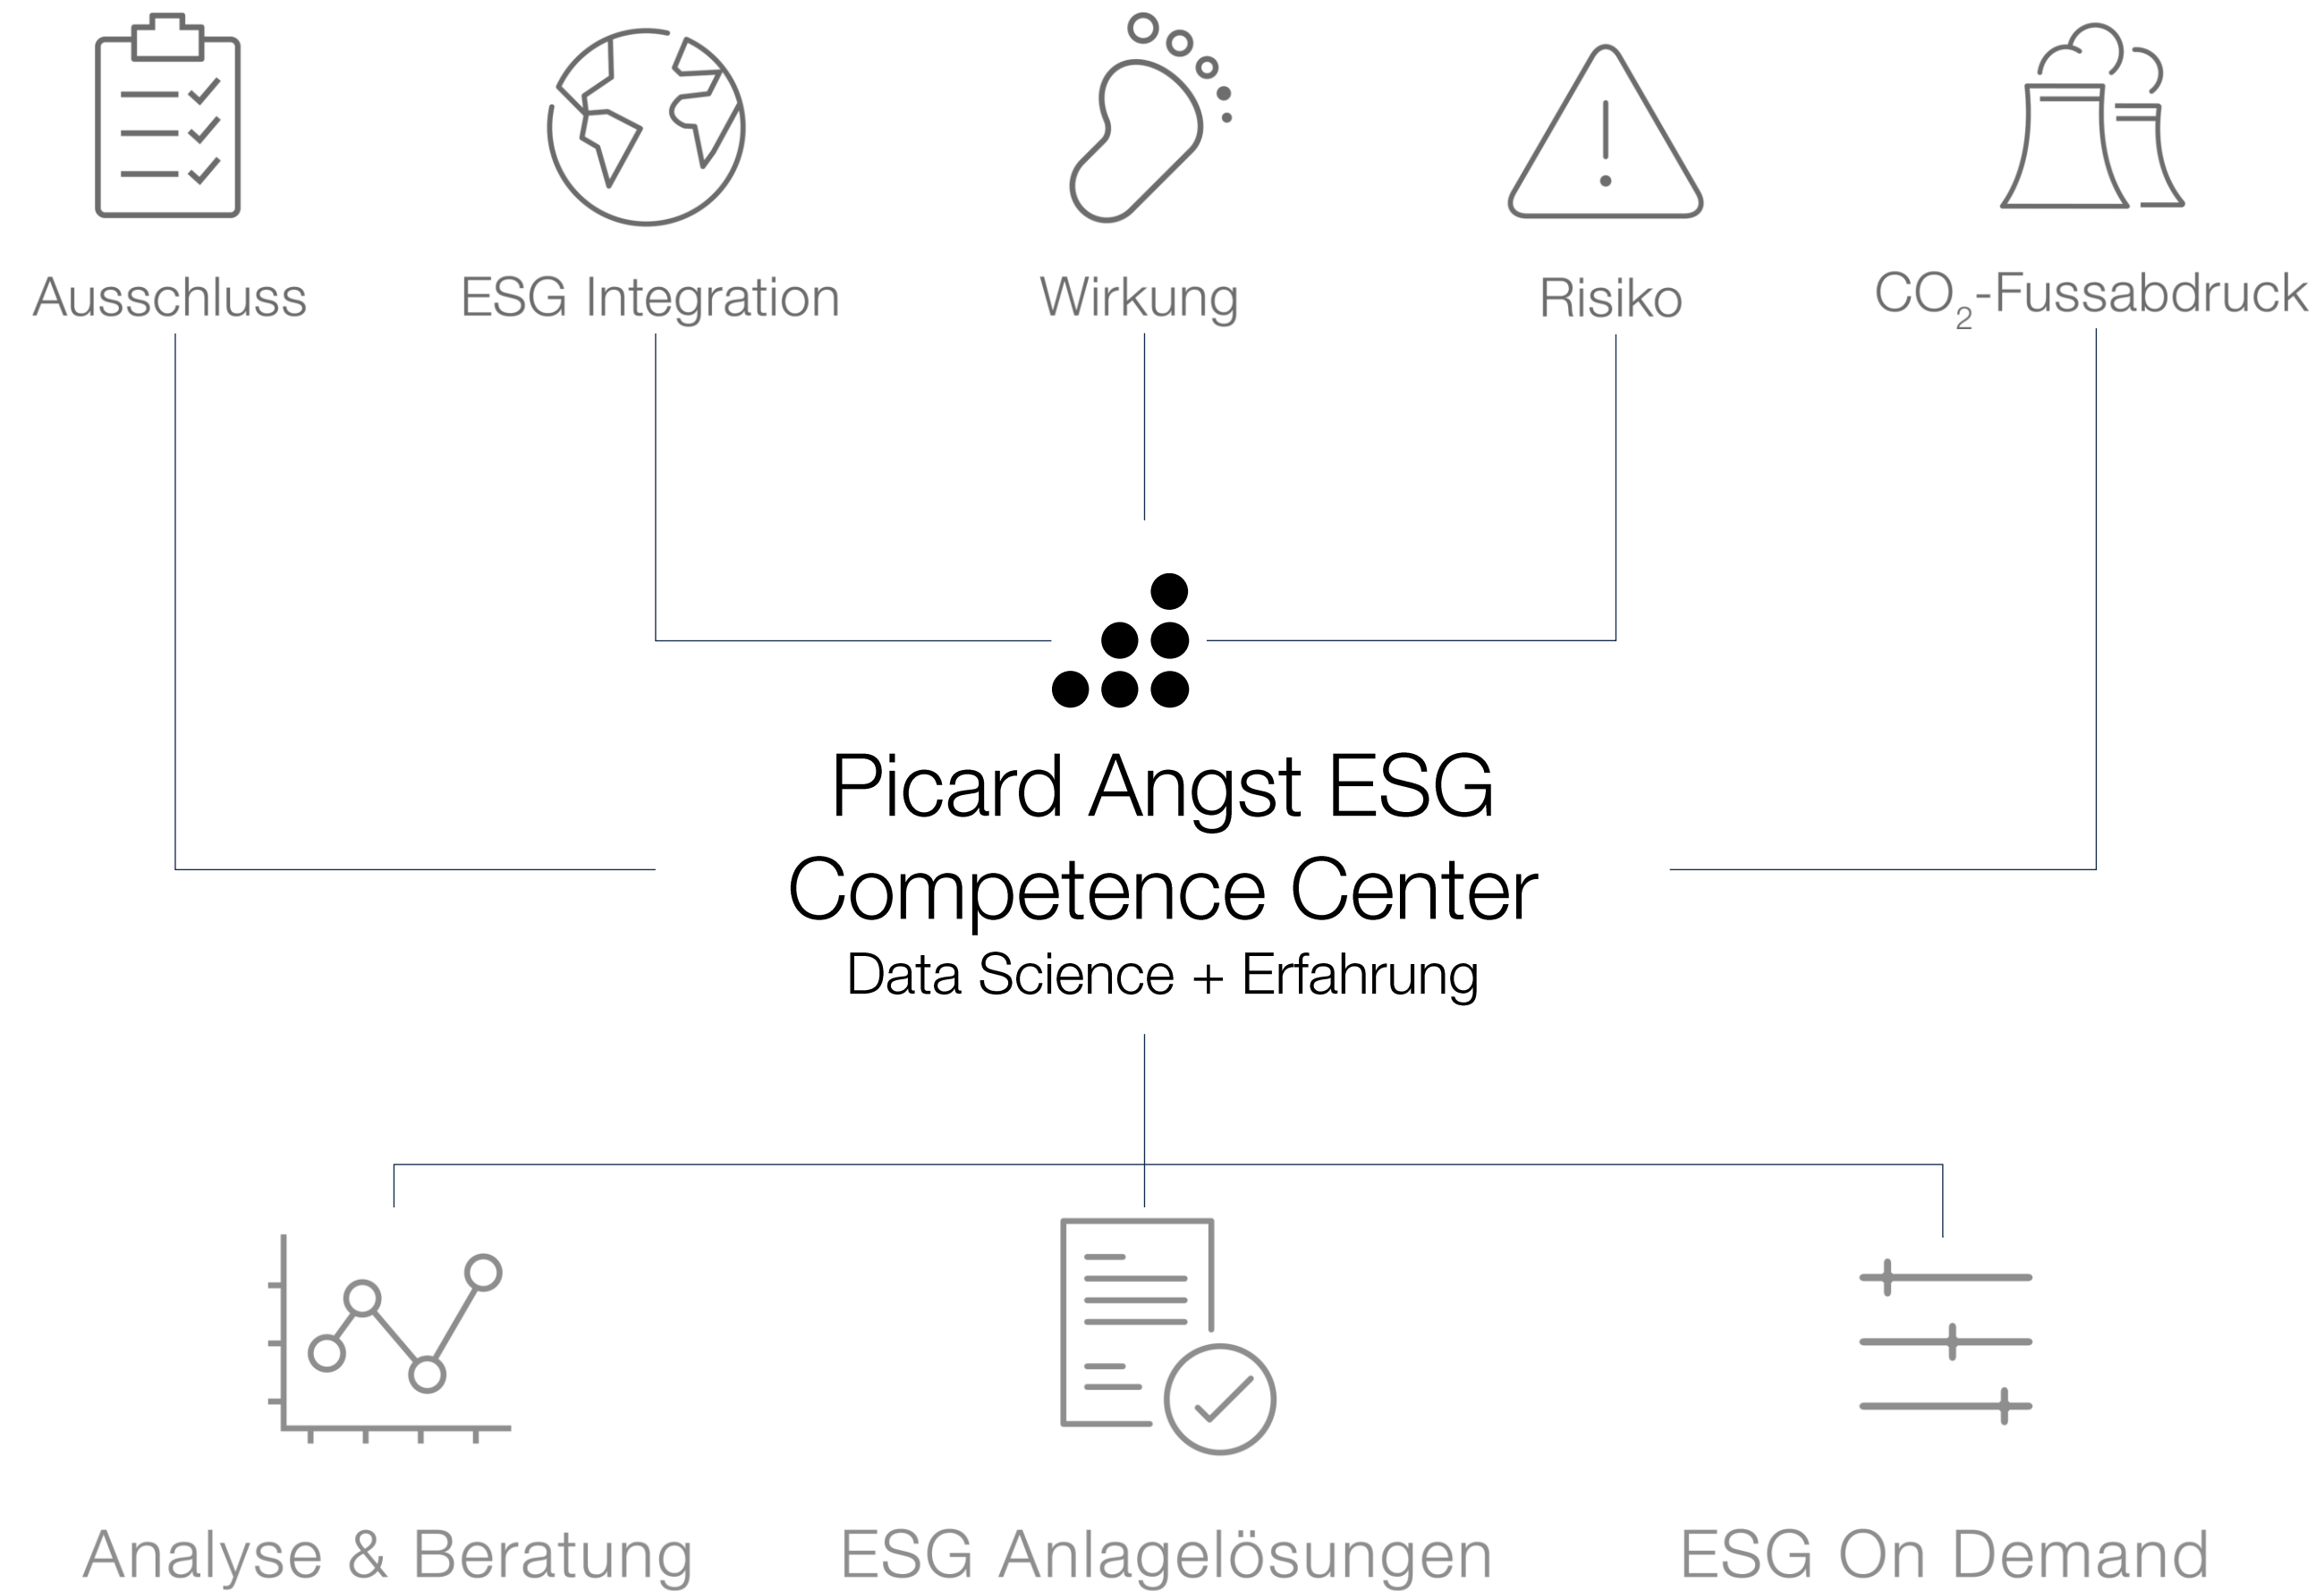 Ausschluss
ESG Integration
Wirkung
Risiko
CO₂-Fussabdruck
Picard Angst ESG
Competence Center
Data Science + Erfahrung
Analyse & Beratung
ESG Anlagelösungen
ESG On Demand